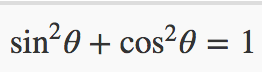 sin²θ + cos²θ = 1